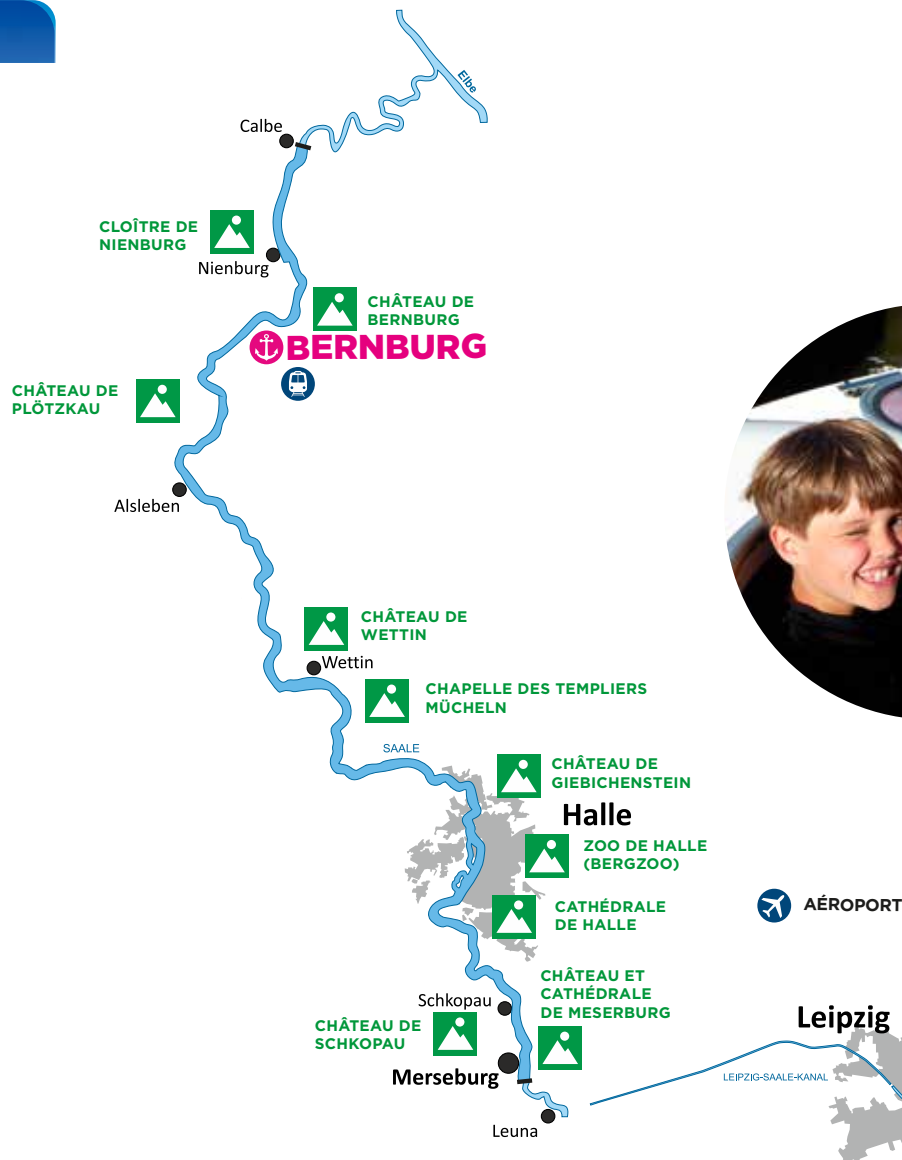 Elbe
Calbe
CLOÎTRE DE
NIENBURG
Nienburg
CHÂTEAU DE
BERNBURG
BERNBURG
CHÂTEAU DE
PLÖTZKAU
Alsleben
CHÂTEAU DE
WETTIN
Wettin
CHAPELLE DES TEMPLIERS
MÜCHELN
SAALE
CHÂTEAU DE
GIEBICHENSTEIN
Halle
ZOO DE HALLE
(BERGZOO)
CATHÉDRALE
DE HALLE
AÉROPORT
CHÂTEAU ET
CATHÉDRALE
DE MESERBURG
Schkopau
CHÂTEAU DE
SCHKOPAU
Leipzig
Merseburg
LEIPZIG-SAALE-KANAL
Leuna